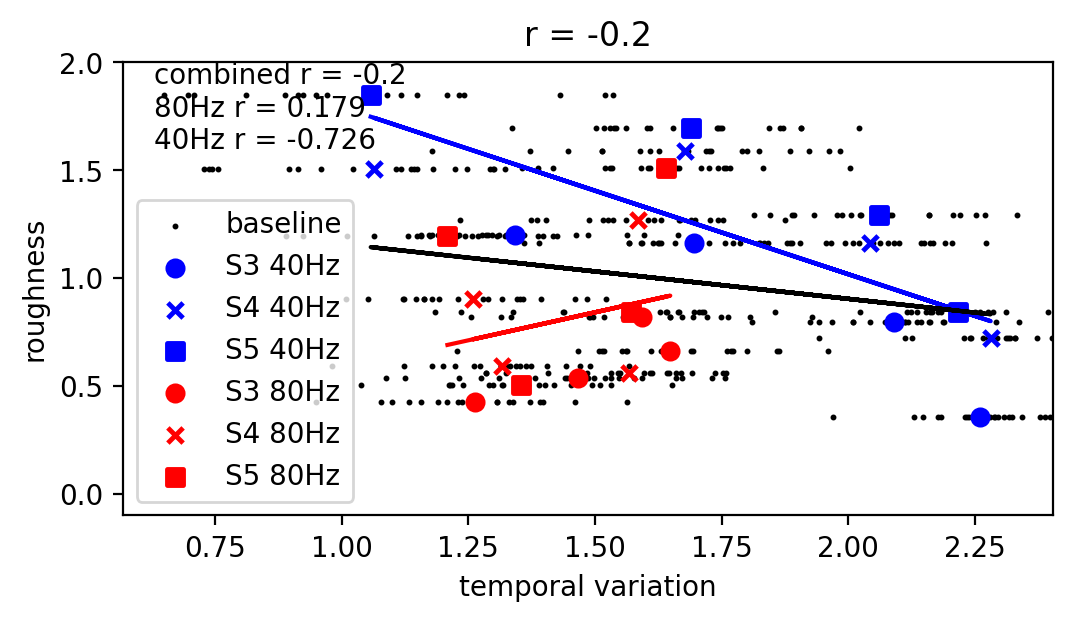 r = -0.2
combined r = -0.2
80Hz r = 0.179
40Hz r = -0.726
baseline
S3 40Hz
S4 40Hz
S5 40Hz
S3 80Hz
S4 80Hz
S5 80Hz
roughness
2.0
1.5
1.0
0.5
0.0
0.75 1.00 1.25 1.50 1.75 2.00 2.25
temporal variation